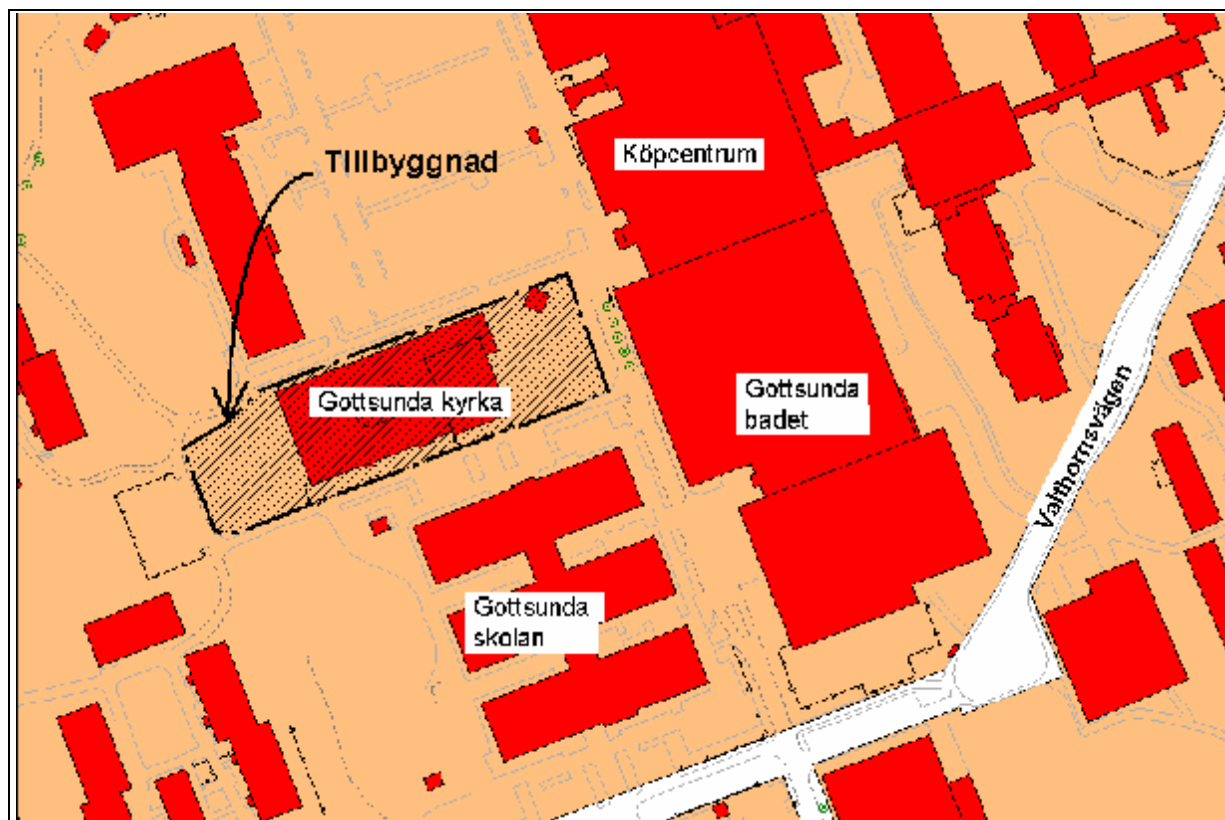 Köpcentrum
Tillbyggnad
Gottsunda kyrka
Gottsunda
badet
Valthornsvägen
Gottsunda
skolan